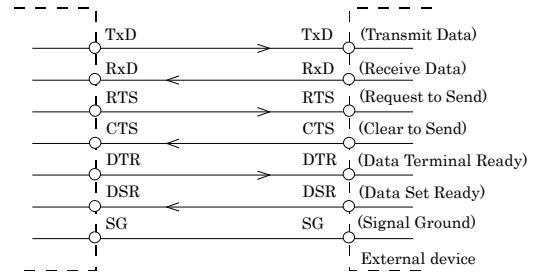 TxD TxD (Transmit Data)
RxD RxD (Receive Data)
RTS RTS (Request to Send)
CTS CTS (Clear to Send)
DTR DTR (Data Terminal Ready)
DSR DSR (Data Set Ready)
SG SG (Signal Ground)
External device